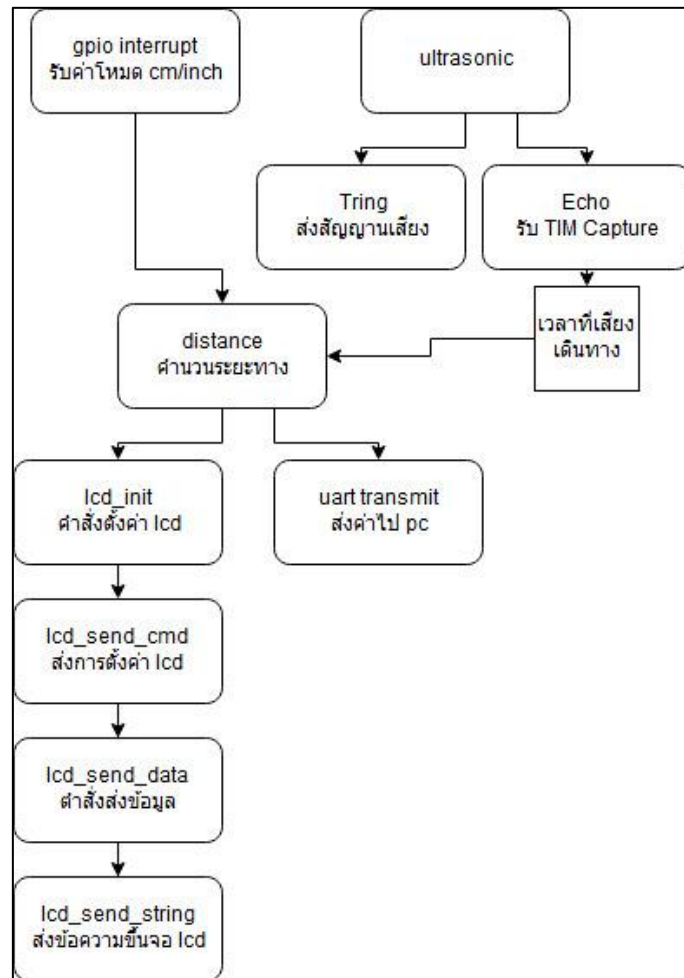 gpio interrupt
รับค่าโหมด cm/inch
ultrasonic
Tring
ส่งสัญญานเสียง
Echo
รับ TIM Capture
เวลาที่เสียง
เดินทาง
distance
คำนวนระยะทาง
lcd_init
คำสั่งตั้งค่า lcd
uart transmit
ส่งค่าไป pc
lcd_send_cmd
ส่งการตั้งค่า lcd
lcd_send_data
ตำสั่งส่งข้อมูล
lcd_send_string
ส่งข้อความขึ้นจอ lcd